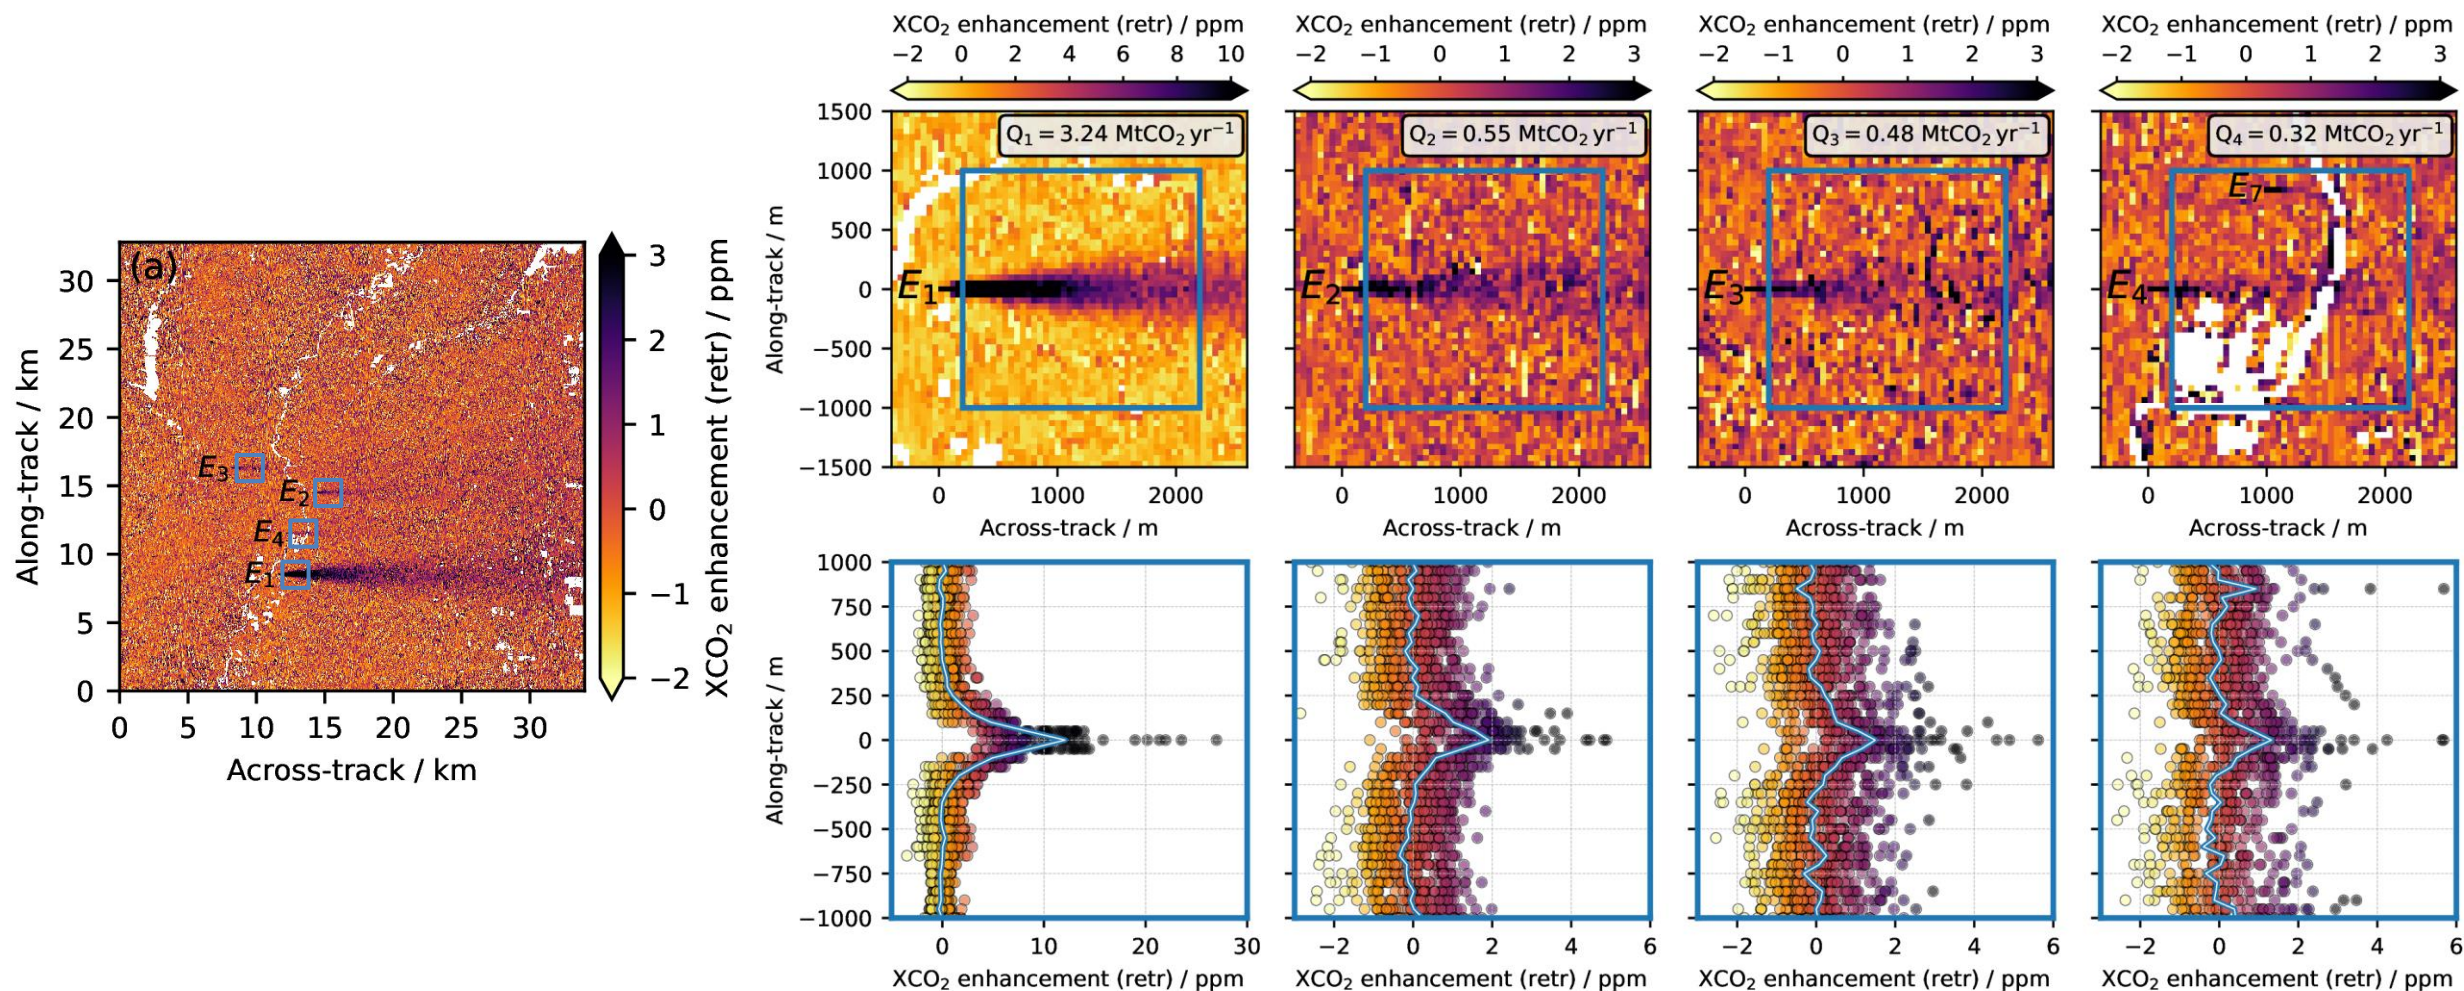 (a)
E₃
E₂
E₄
E₁
30
25
20
15
10
5
0
0 5 10 15 20 25 30
Along-track / km
Across-track / km
3
2
1
0
−1
−2
XCO₂ enhancement (retr) / ppm
XCO₂ enhancement (retr) / ppm
−2 0 2 4 6 8 10
XCO₂ enhancement (retr) / ppm
−2 −1 0 1 2 3
XCO₂ enhancement (retr) / ppm
−2 −1 0 1 2 3
XCO₂ enhancement (retr) / ppm
−2 −1 0 1 2 3
Q₁ = 3.24 MtCO₂ yr⁻¹
Q₂ = 0.55 MtCO₂ yr⁻¹
Q₃ = 0.48 MtCO₂ yr⁻¹
Q₄ = 0.32 MtCO₂ yr⁻¹
E₁
E₂
E₃
E₇
E₄
1500
1000
500
0
−500
−1000
−1500
Along-track / m
0 1000 2000
0 1000 2000
0 1000 2000
0 1000 2000
Across-track / m
Across-track / m
Across-track / m
Across-track / m
1000
750
500
250
0
−250
−500
−750
−1000
Along-track / m
0 10 20 30
−2 0 2 4 6
−2 0 2 4 6
−2 0 2 4 6
XCO₂ enhancement (retr) / ppm
XCO₂ enhancement (retr) / ppm
XCO₂ enhancement (retr) / ppm
XCO₂ enhancement (retr) / ppm